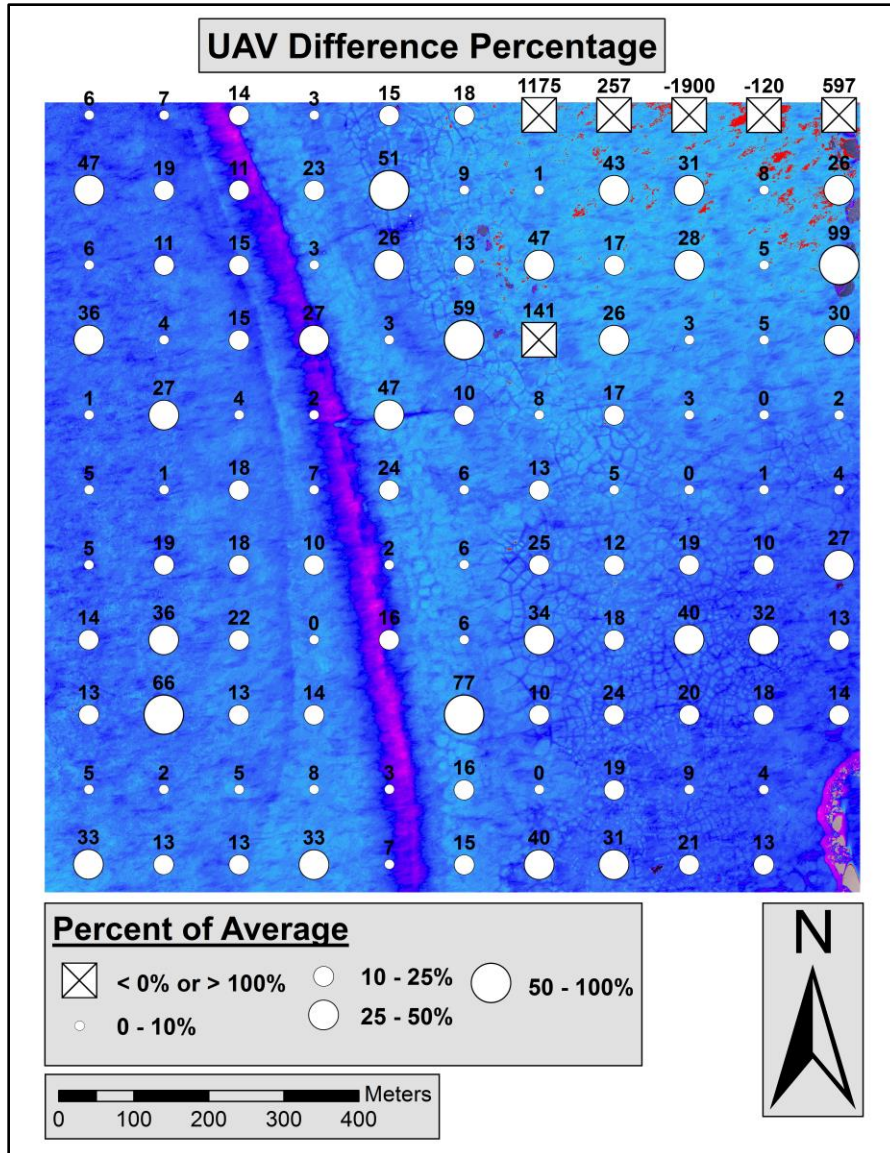 UAV Difference Percentage
6 7 14 3 15 18 1175 257 -1900 -120 597
47 19 11 23 51 9 1 43 31 8 26
6 11 15 3 26 13 47 17 28 5 99
36 4 15 27 3 59 141 26 3 5 30
1 27 4 2 47 10 8 17 3 0 2
5 1 18 7 24 6 13 5 0 1 4
5 19 18 10 2 6 25 12 19 10 27
14 36 22 0 16 6 34 18 40 32 13
13 66 13 14 77 10 24 20 18 14
5 2 5 8 3 16 0 19 9 4
33 13 13 33 7 15 40 31 21 13
Percent of Average
< 0% or > 100%
0 - 10%
10 - 25%
25 - 50%
50 - 100%
N
Meters
0 100 200 300 400